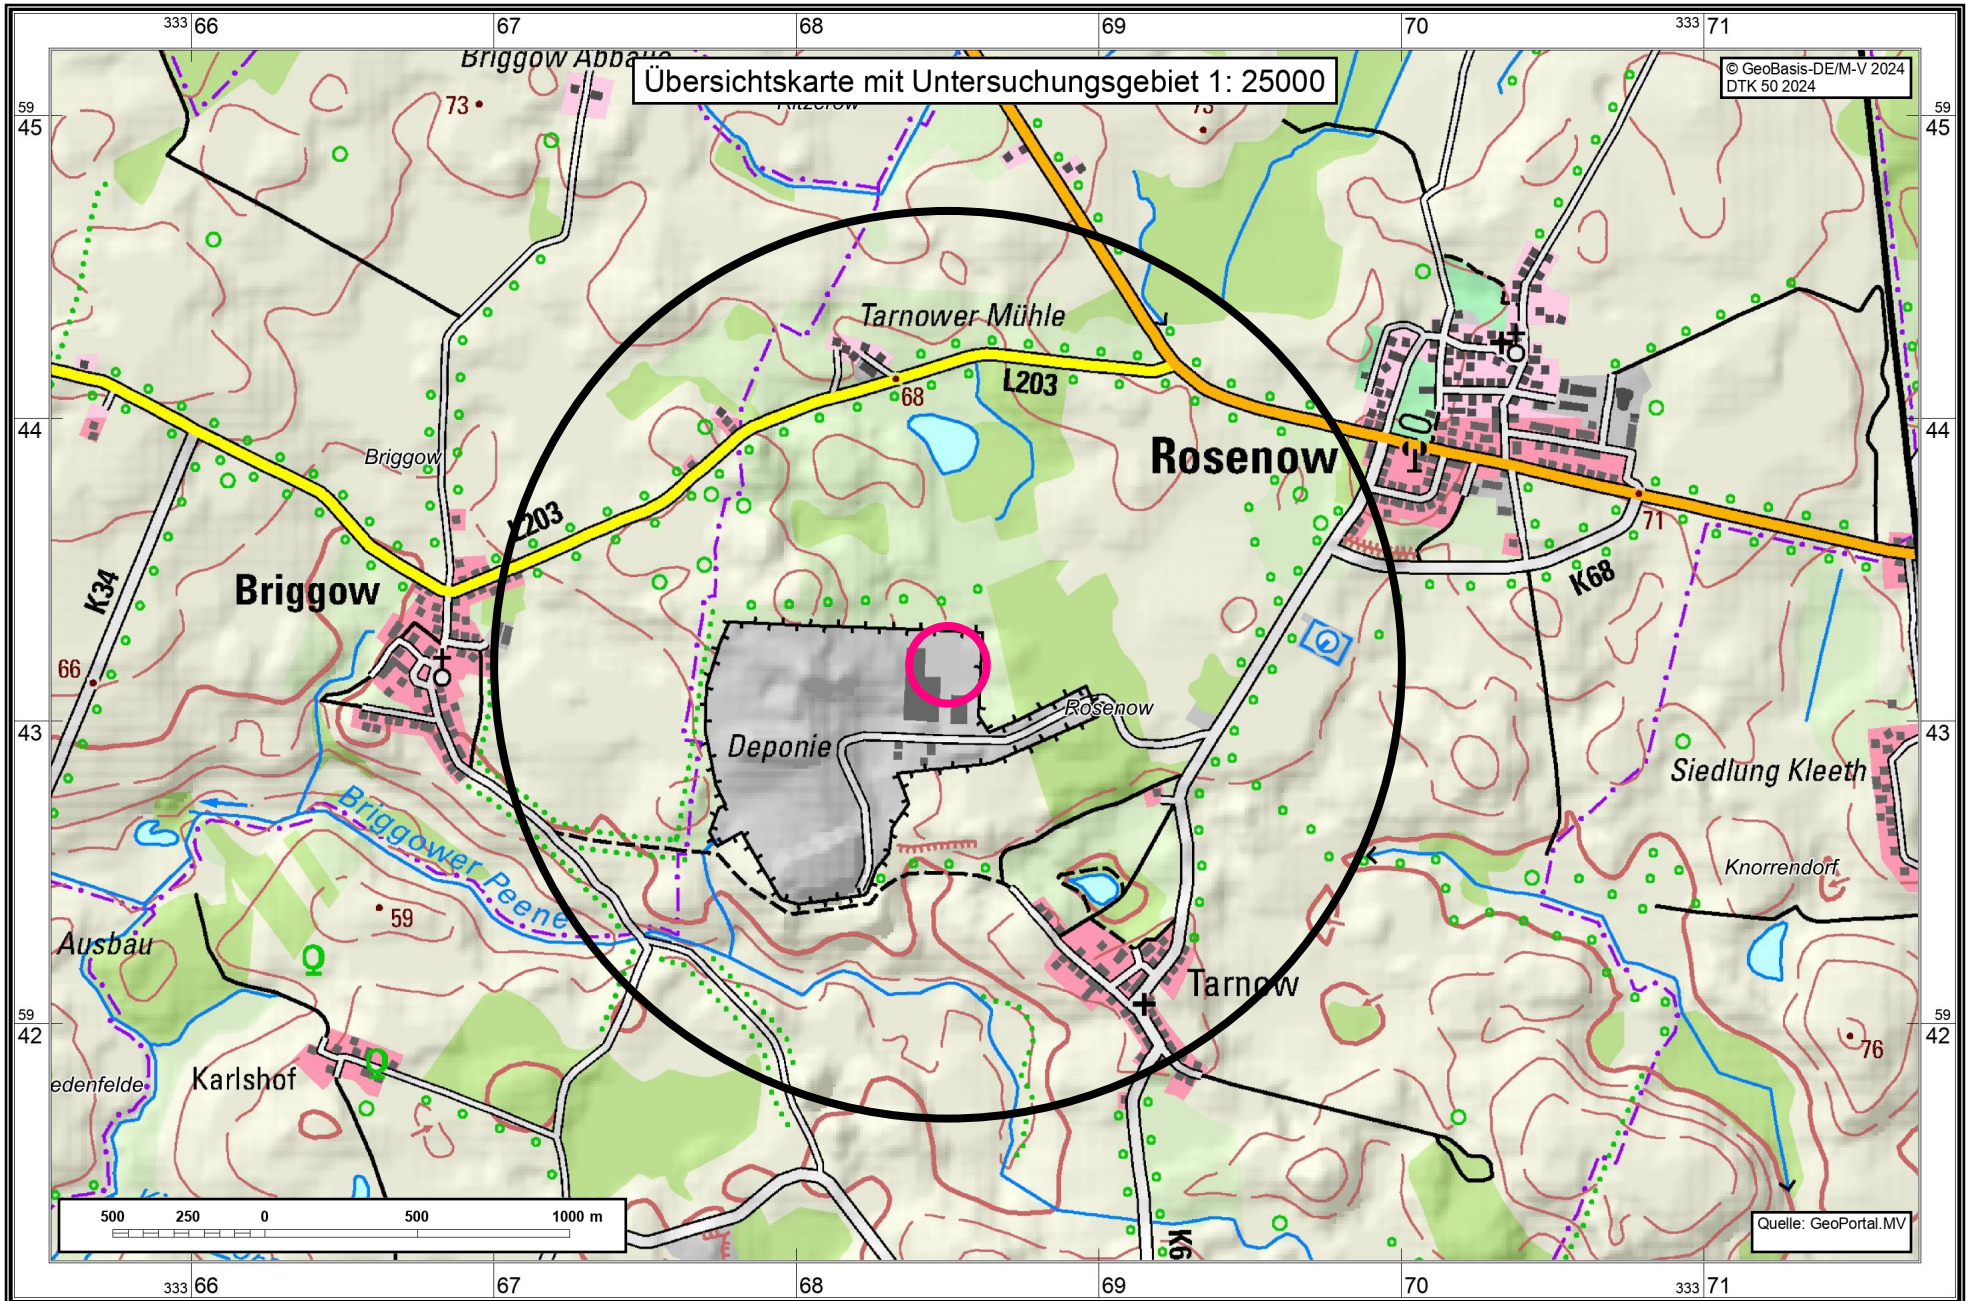 333 66
67
68
69
70
333 71
Briggow Abbau
Übersichtskarte mit Untersuchungsgebiet 1: 25000
© GeoBasis-DE/M-V 2024
DTK 50 2024
Kitzerow
73
73
59
45
59
45
Tarnower Mühle
68
L203
44
44
Briggow
Rosenow
L203
71
K68
K34
Briggow
66
Rosenow
43
43
Deponie
Siedlung Kleeth
Briggower Peene
Knorrendorf
59
Ausbau
Tarnow
59
42
59
42
76
Karlshof
edenfelde
K6
500 250 0 500 1000 m
Quelle: GeoPortal.MV
333 66
67
68
69
70
333 71